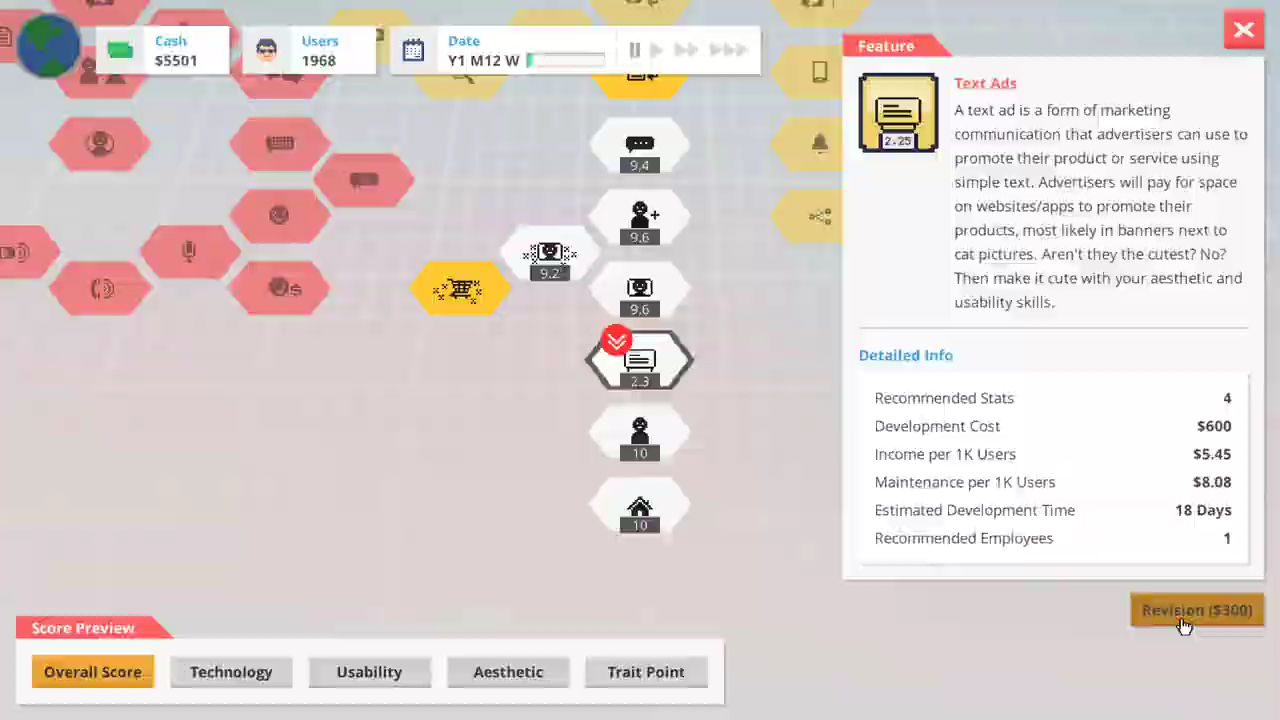 Cash
$5501
Users
1968
Date
Y1 M12 W
9,4
9,6
9,2
9,6
2,3
10
10
Feature
2.25
Text Ads
A text ad is a form of marketing
communication that advertisers can use to
promote their product or service using
simple text. Advertisers will pay for space
on websites/apps to promote their
products, most likely in banners next to
cat pictures. Aren't they the cutest? No?
Then make it cute with your aesthetic and
usability skills.
Detailed Info
Recommended Stats 4
Development Cost $600
Income per 1K Users $5.45
Maintenance per 1K Users $8.08
Estimated Development Time 18 Days
Recommended Employees 1
Revision ($300)
Score Preview
Overall Score
Technology
Usability
Aesthetic
Trait Point